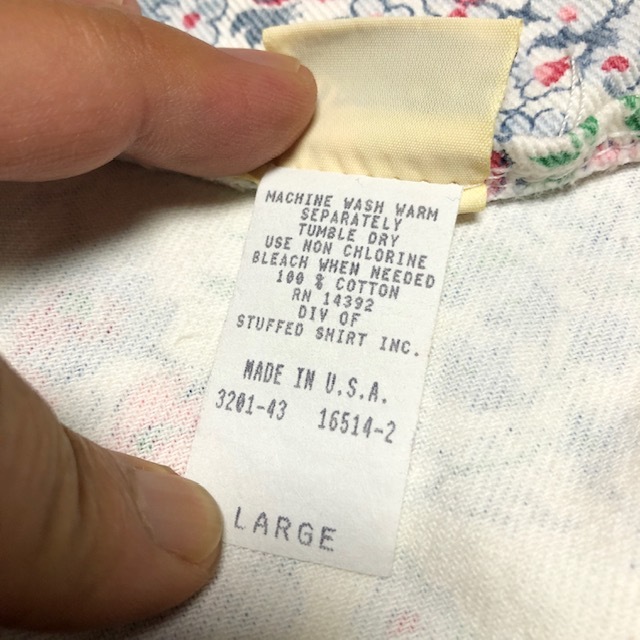 MACHINE WASH WARM
SEPARATELY
TUMBLE DRY
USE NON CHLORINE
BLEACH WHEN NEEDED
100 % COTTON
RN 14392
DIV OF
STUFFED SHIRT INC.
MADE IN U.S.A.
3201-43 16514-2
LARGE